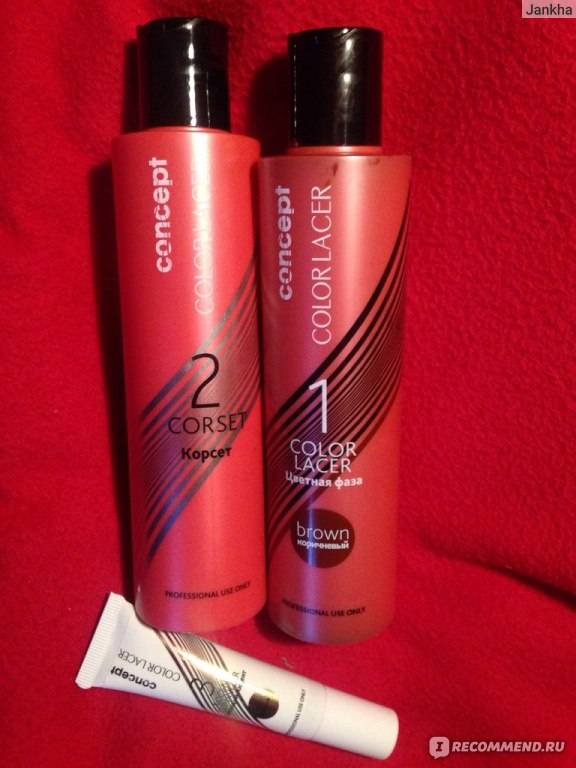 Jankha
concept
COLOR LACER
2
CORSET
Корсет
PROFESSIONAL USE ONLY
concept
COLOR LACER
1
COLOR
LACER
Цветная фаза
brown
коричневый
PROFESSIONAL USE ONLY
concept
COLOR LACER
3
I RECOMMEND.RU